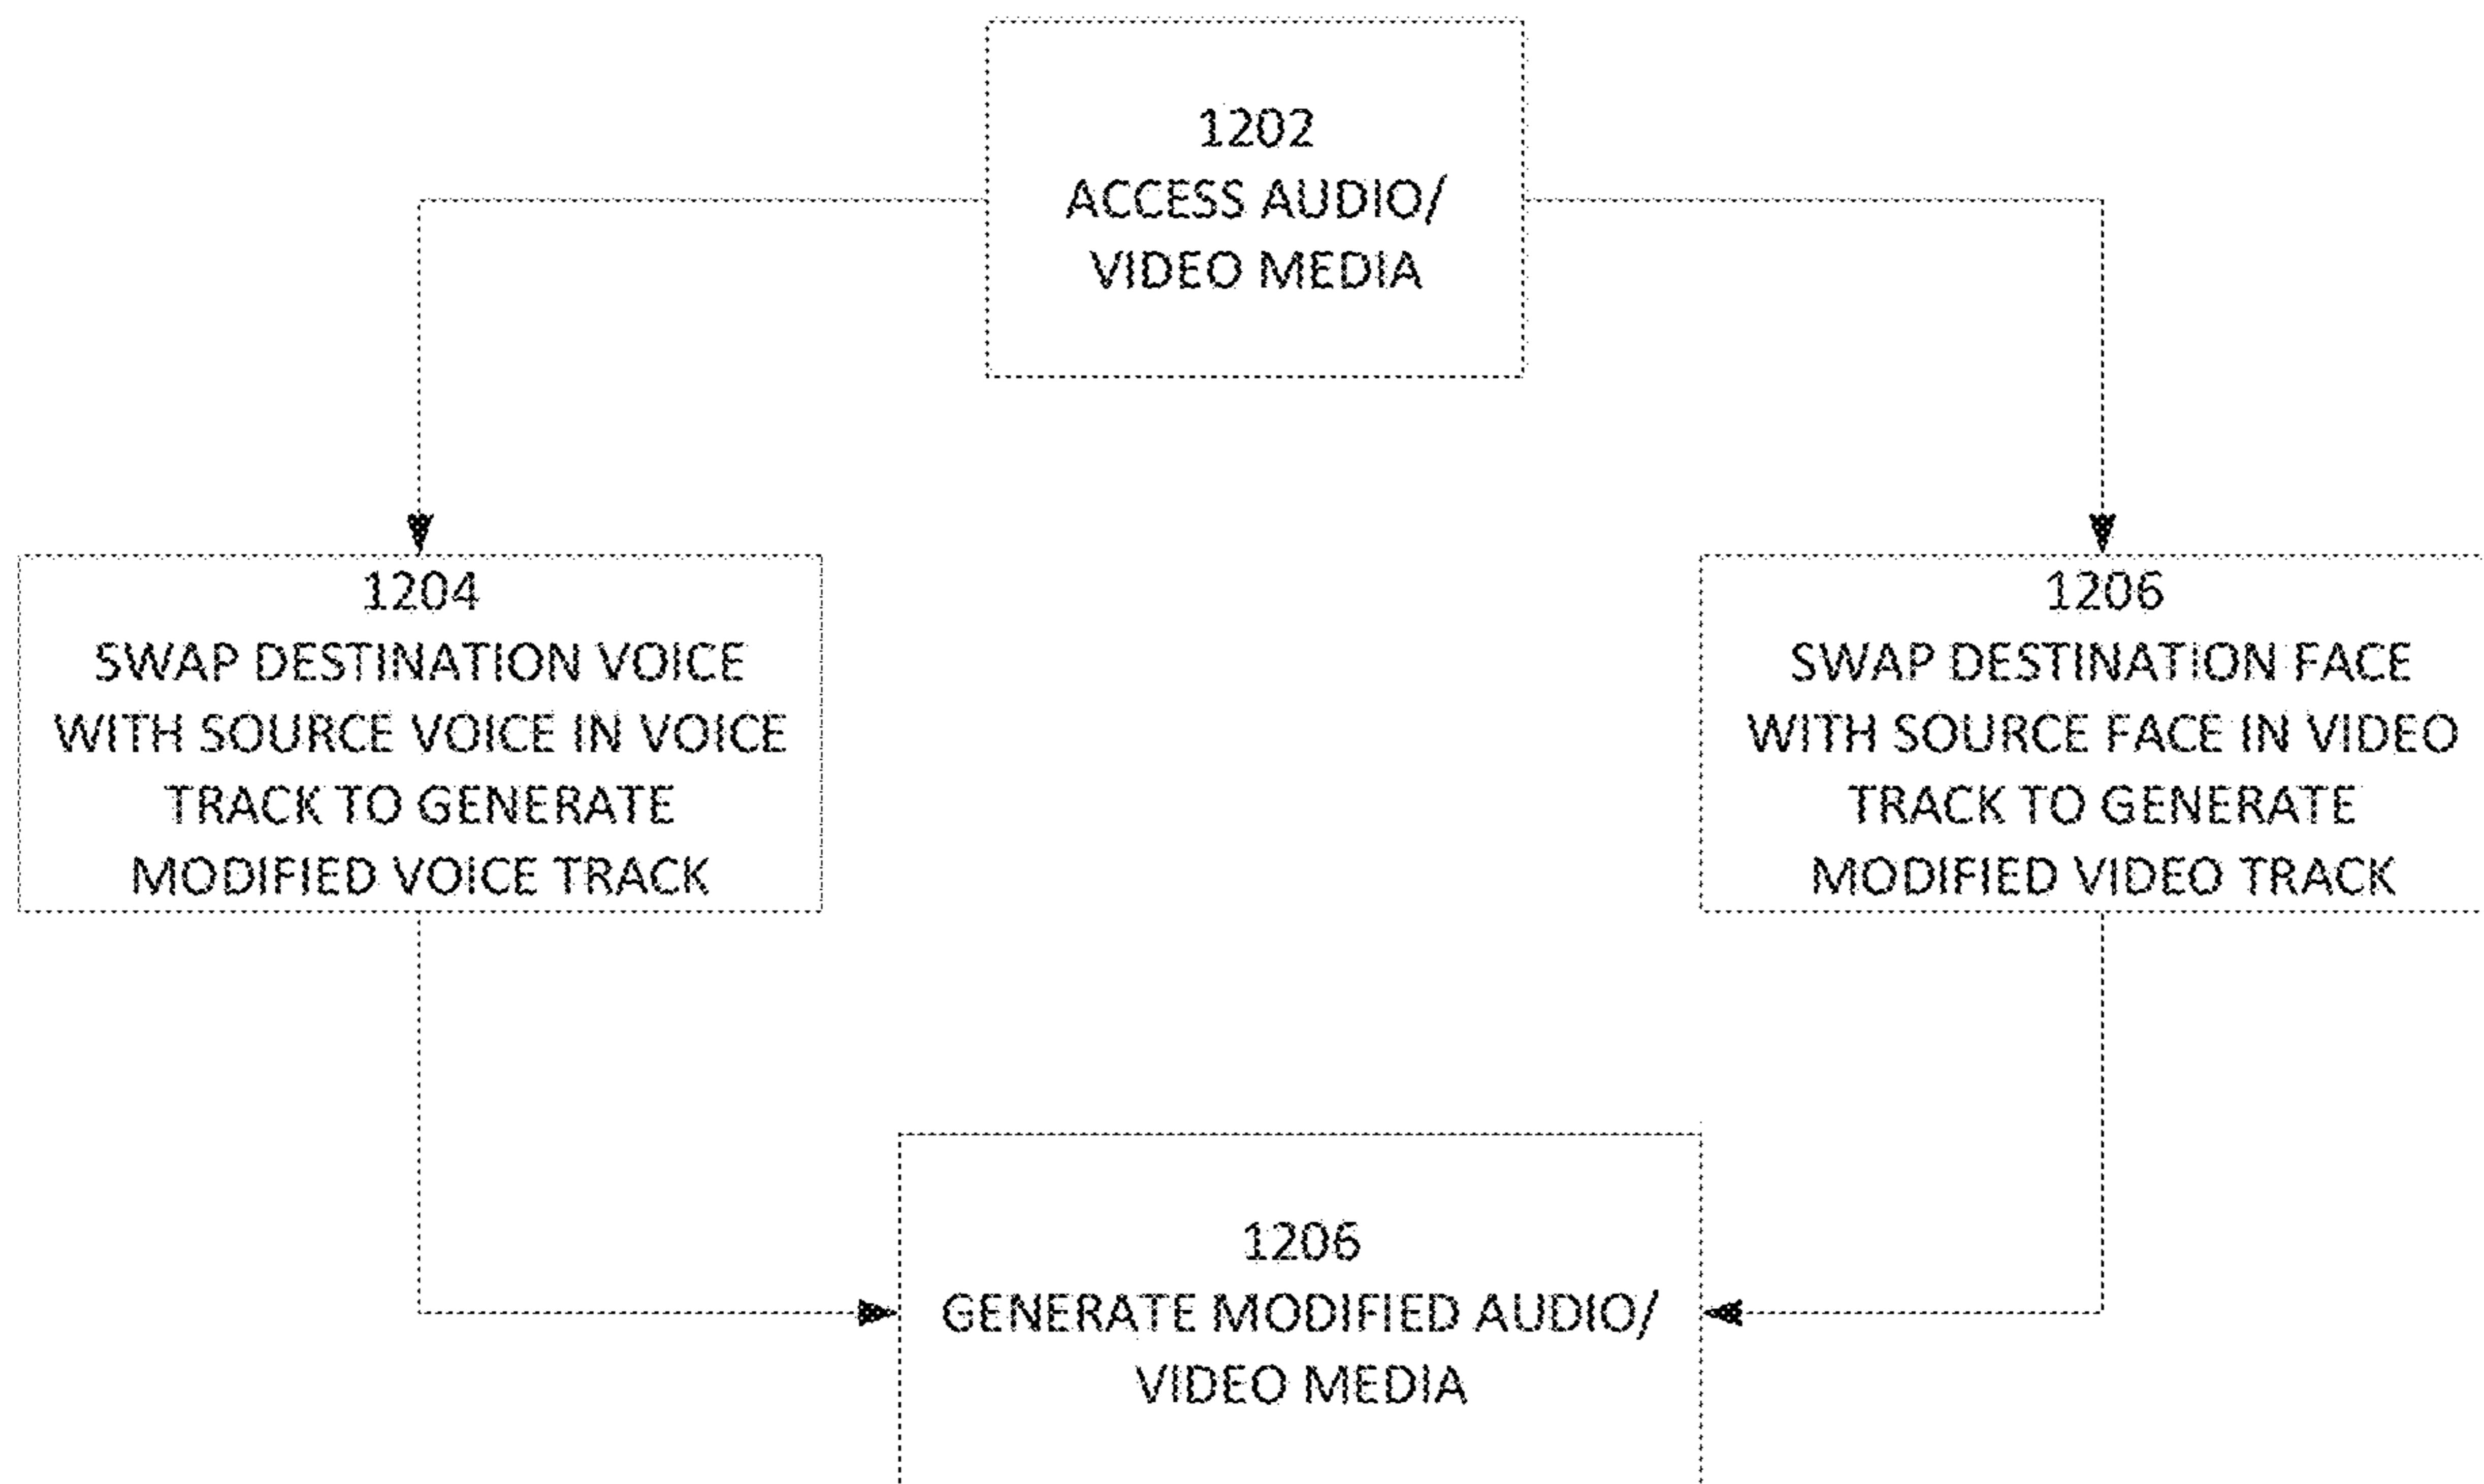 1202
ACCESS AUDIO/
VIDEO MEDIA
1204
SWAP DESTINATION VOICE
WITH SOURCE VOICE IN VOICE
TRACK TO GENERATE
MODIFIED VOICE TRACK
1206
SWAP DESTINATION FACE
WITH SOURCE FACE IN VIDEO
TRACK TO GENERATE
MODIFIED VIDEO TRACK
1206
GENERATE MODIFIED AUDIO/
VIDEO MEDIA